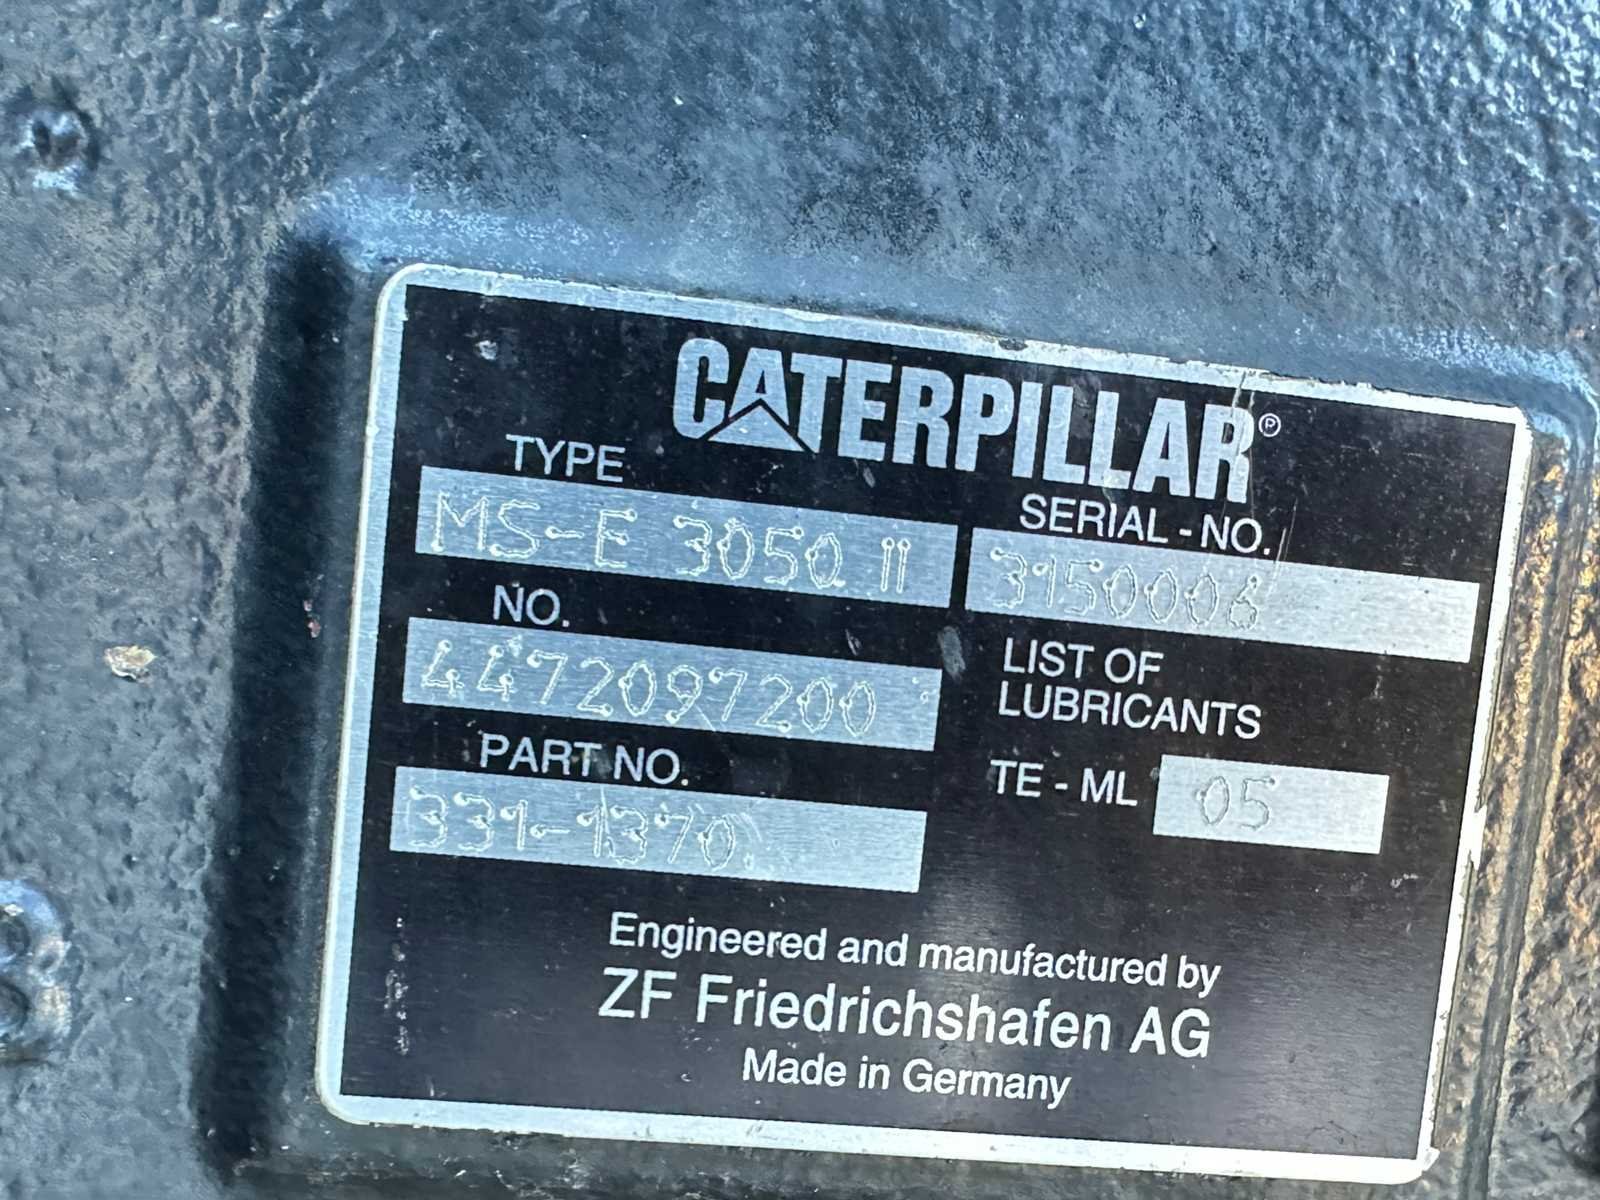 CATERPILLAR ℗
TYPE
MS-E 3050 II
SERIAL - NO.
3150006
NO.
4472097200
LIST OF
LUBRICANTS
PART NO.
331-1370
TE - ML 05
Engineered and manufactured by
ZF Friedrichshafen AG
Made in Germany